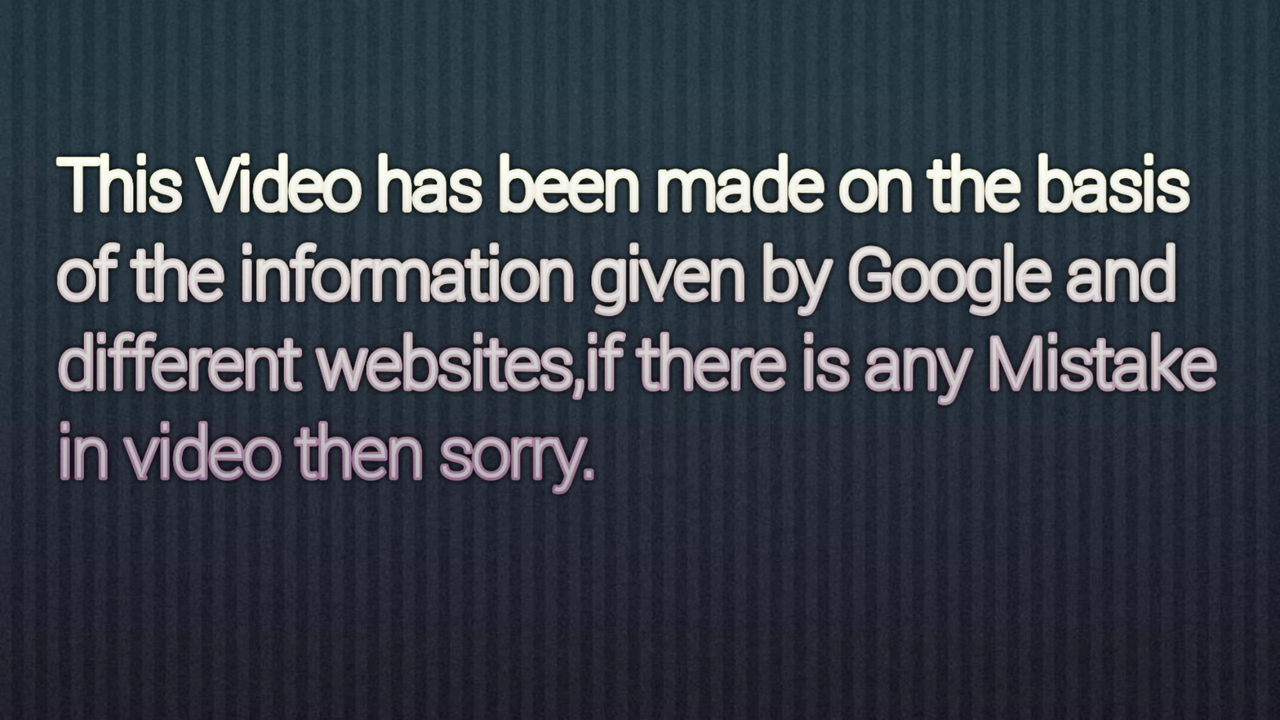 This Video has been made on the basis
of the information given by Google and
different websites,if there is any Mistake
in video then sorry.